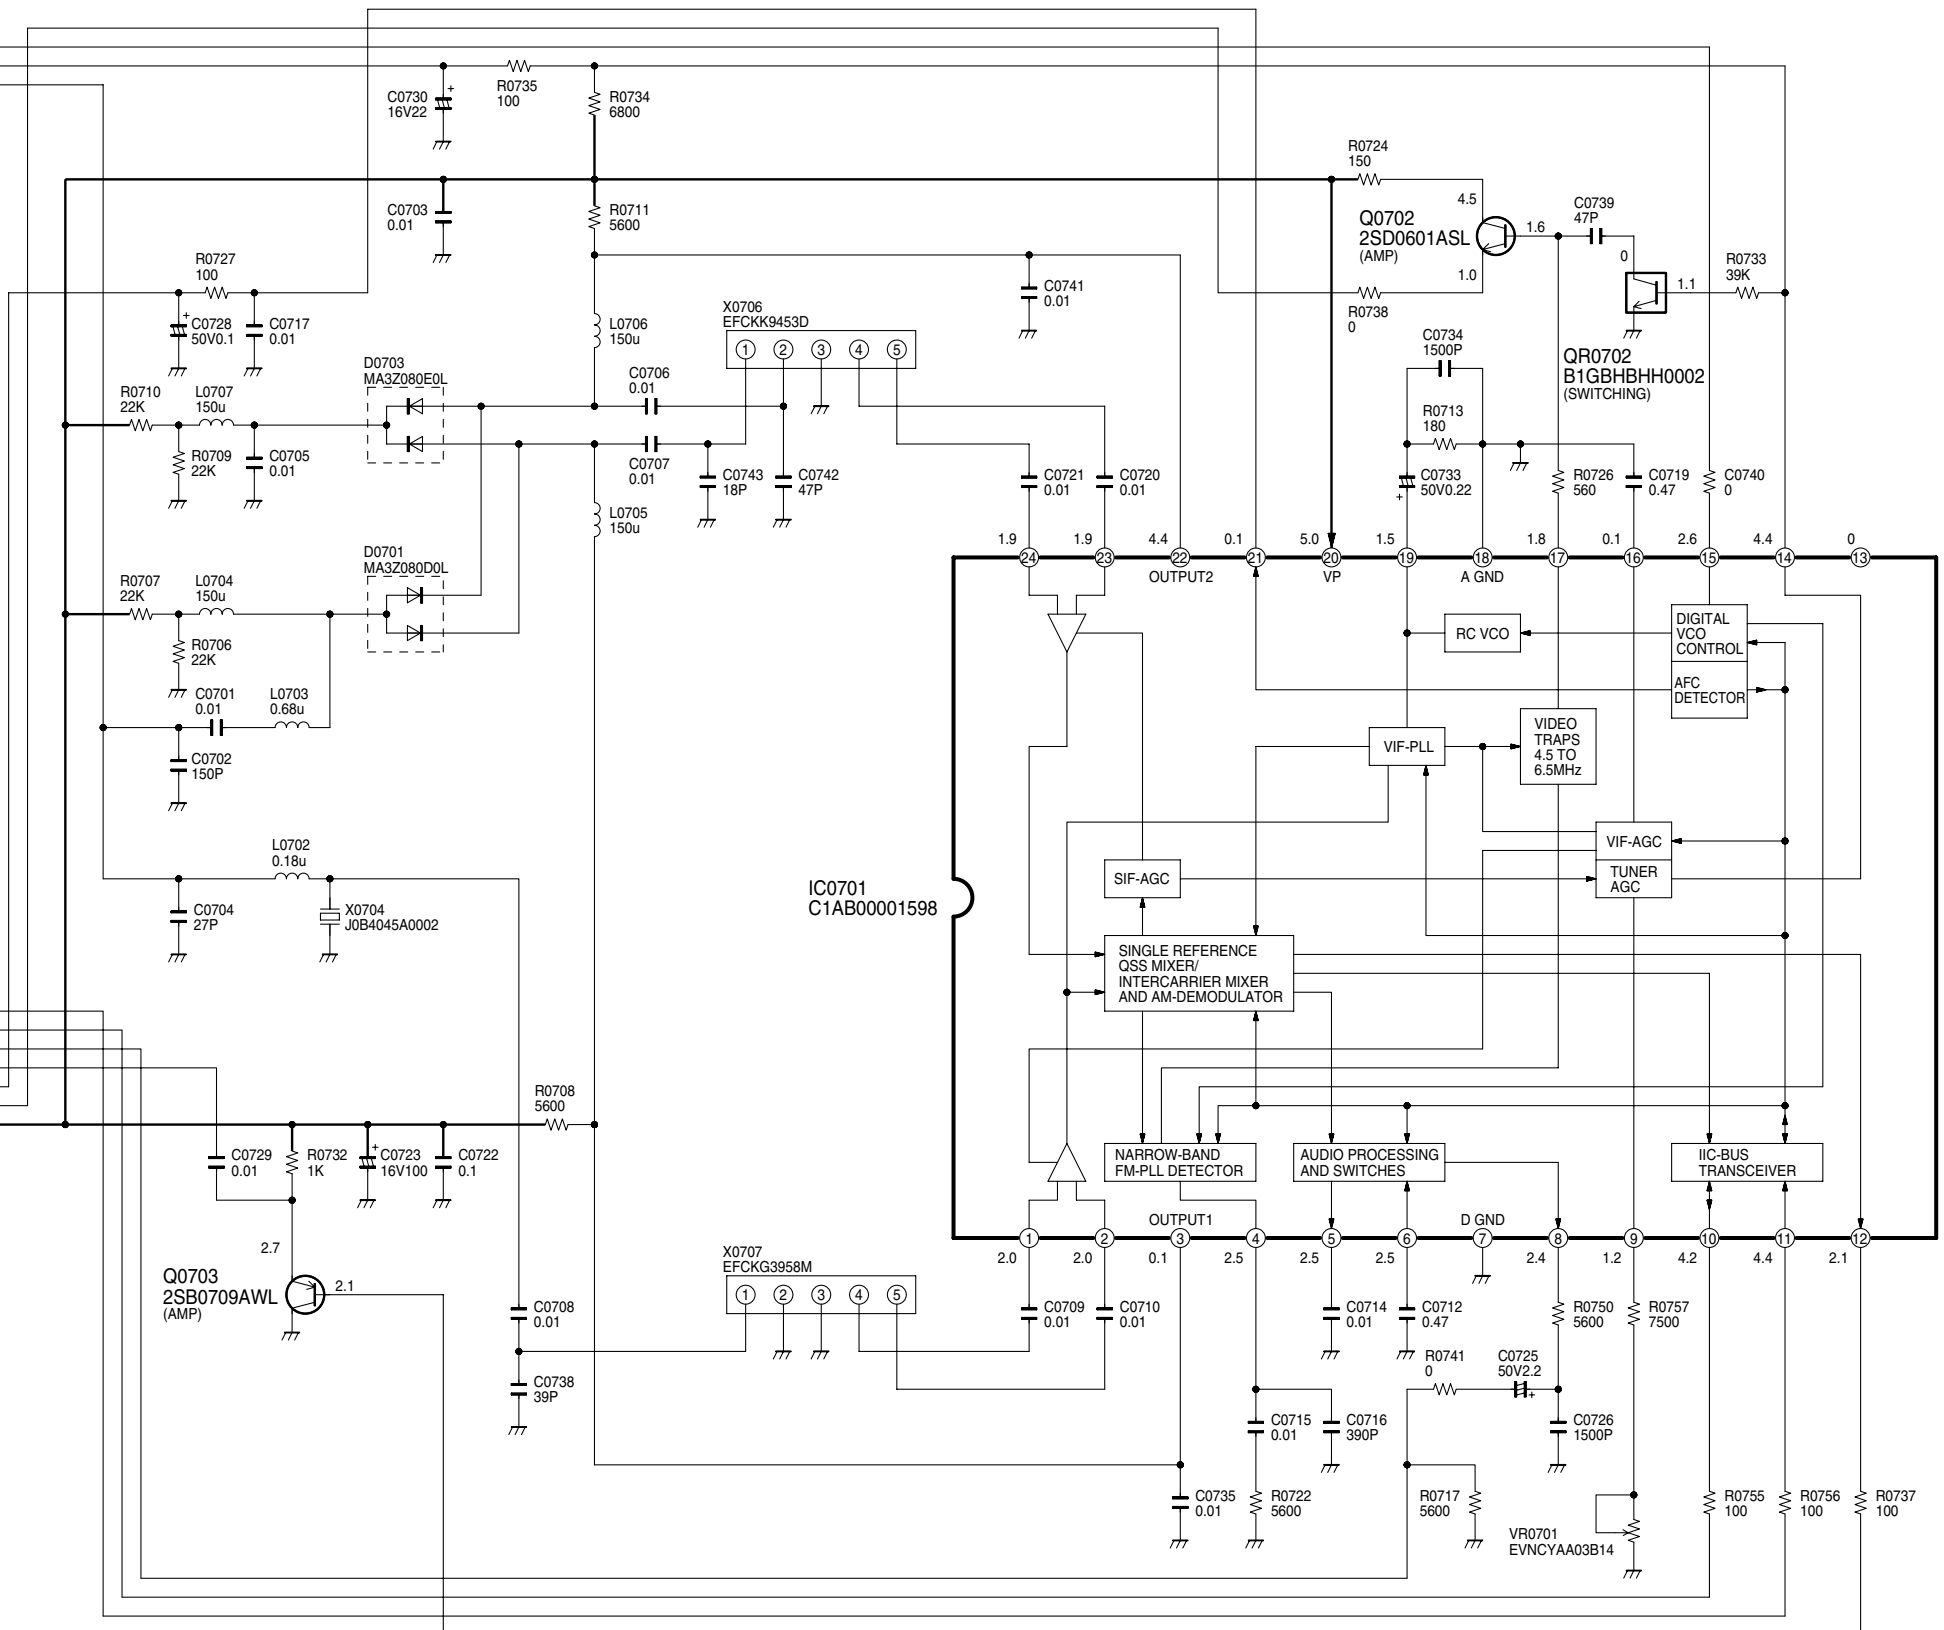 C0730
16V22
R0735
100
R0734
6800
R0724
150
C0703
0.01
R0711
5600
4.5
Q0702
2SD0601ASL
(AMP)
1.6
C0739
47P
0
1.0
R0733
39K
1.1
R0727
100
C0741
0.01
R0738
0
C0728
50V0.1
C0717
0.01
L0706
150u
X0706
EFCKK9453D
1 2 3 4 5
C0734
1500P
QR0702
B1GBHBHH0002
(SWITCHING)
D0703
MA3Z080E0L
C0706
0.01
R0710
22K
L0707
150u
R0713
180
R0709
22K
C0705
0.01
C0707
0.01
C0743
18P
C0742
47P
C0721
0.01
C0720
0.01
C0733
50V0.22
R0726
560
C0719
0.47
C0740
0
L0705
150u
1.9 1.9 4.4 0.1 5.0 1.5 1.8 0.1 2.6 4.4 0
24 23 22 21 20 19 18 17 16 15 14 13
OUTPUT2 VP A GND
D0701
MA3Z080D0L
R0707
22K
L0704
150u
R0706
22K
RC VCO
DIGITAL
VCO
CONTROL
AFC
DETECTOR
C0701
0.01
L0703
0.68u
C0702
150P
VIF-PLL
VIDEO
TRAPS
4.5 TO
6.5MHz
L0702
0.18u
VIF-AGC
TUNER
AGC
SIF-AGC
IC0701
C1AB00001598
C0704
27P
X0704
J0B4045A0002
SINGLE REFERENCE
QSS MIXER/
INTERCARRIER MIXER
AND AM-DEMODULATOR
R0708
5600
C0729
0.01
R0732
1K
C0723
16V100
C0722
0.1
NARROW-BAND
FM-PLL DETECTOR
AUDIO PROCESSING
AND SWITCHES
IIC-BUS
TRANSCEIVER
OUTPUT1 D GND
1 2 3 4 5 6 7 8 9 10 11 12
2.0 2.0 0.1 2.5 2.5 2.5 2.4 1.2 4.2 4.4 2.1
2.7
Q0703
2SB0709AWL
(AMP)
2.1
X0707
EFCKG3958M
1 2 3 4 5
C0708
0.01
C0709
0.01
C0710
0.01
C0714
0.01
C0712
0.47
R0750
5600
R0757
7500
C0738
39P
R0741
0
C0725
50V2.2
C0715
0.01
C0716
390P
C0726
1500P
C0735
0.01
R0722
5600
R0717
5600
VR0701
EVNCYAA03B14
R0755
100
R0756
100
R0737
100